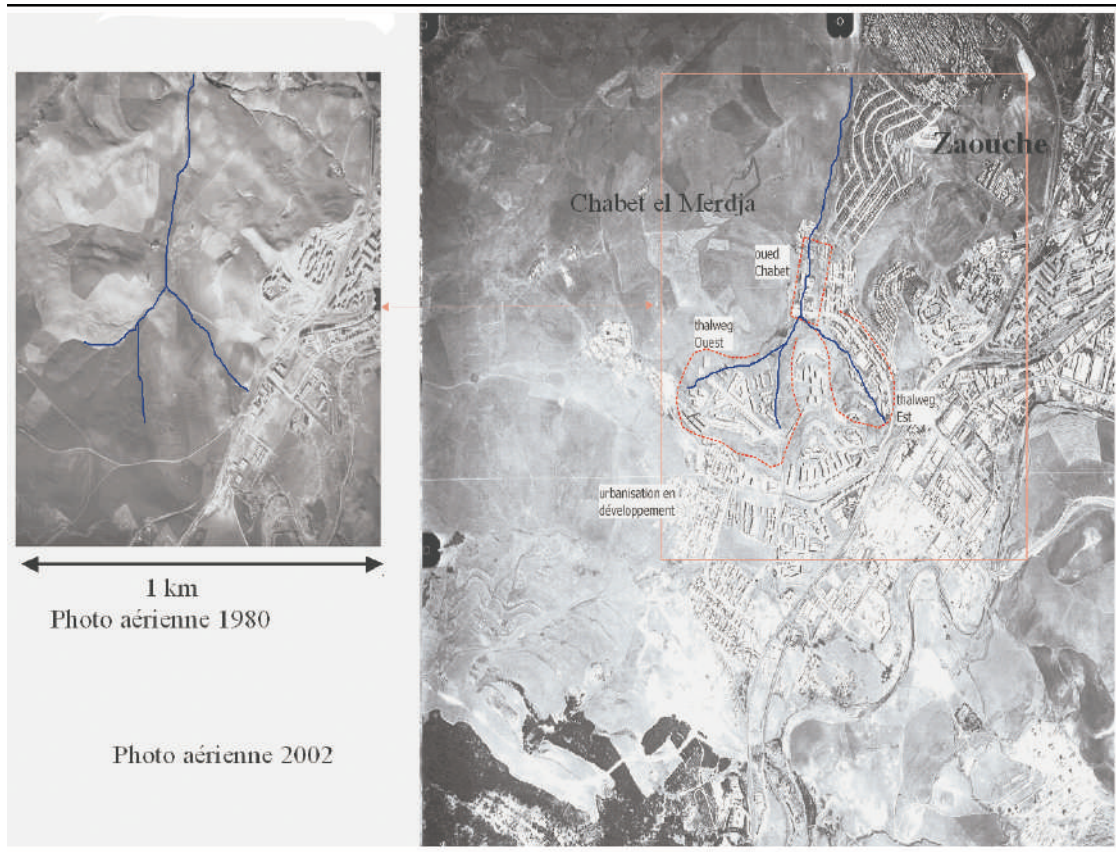 1 km
Photo aérienne 1980
Photo aérienne 2002
Zaouche
Chabet el Merdja
oued
Chabet
thalweg
Ouest
thalweg
Est
urbanisation en
développement